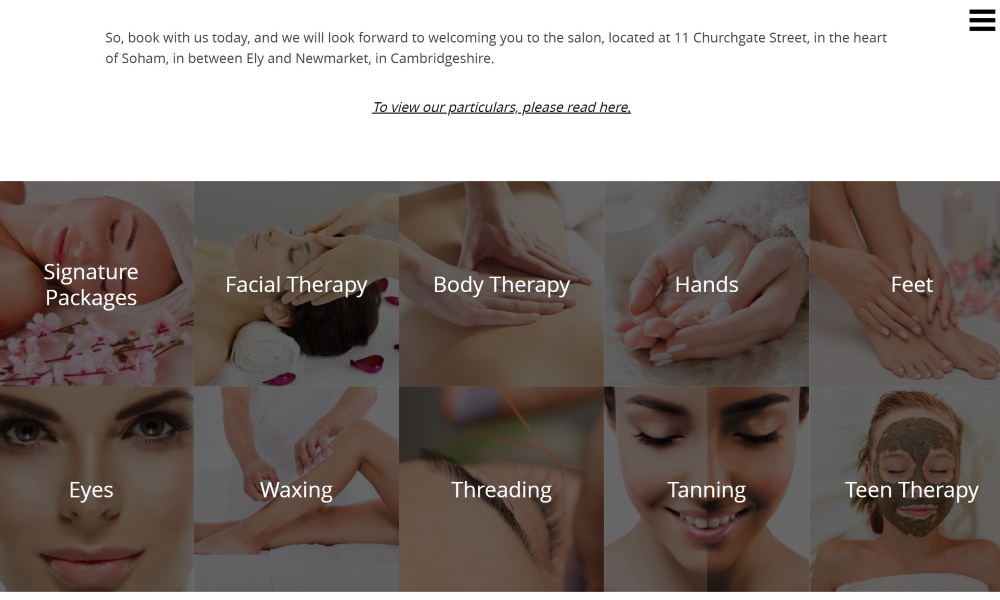 So, book with us today, and we will look forward to welcoming you to the salon, located at 11 Churchgate Street, in the heart
of Soham, in between Ely and Newmarket, in Cambridgeshire.
To view our particulars, please read here.
Signature
Packages
Facial Therapy
Body Therapy
Hands
Feet
Eyes
Waxing
Threading
Tanning
Teen Therapy